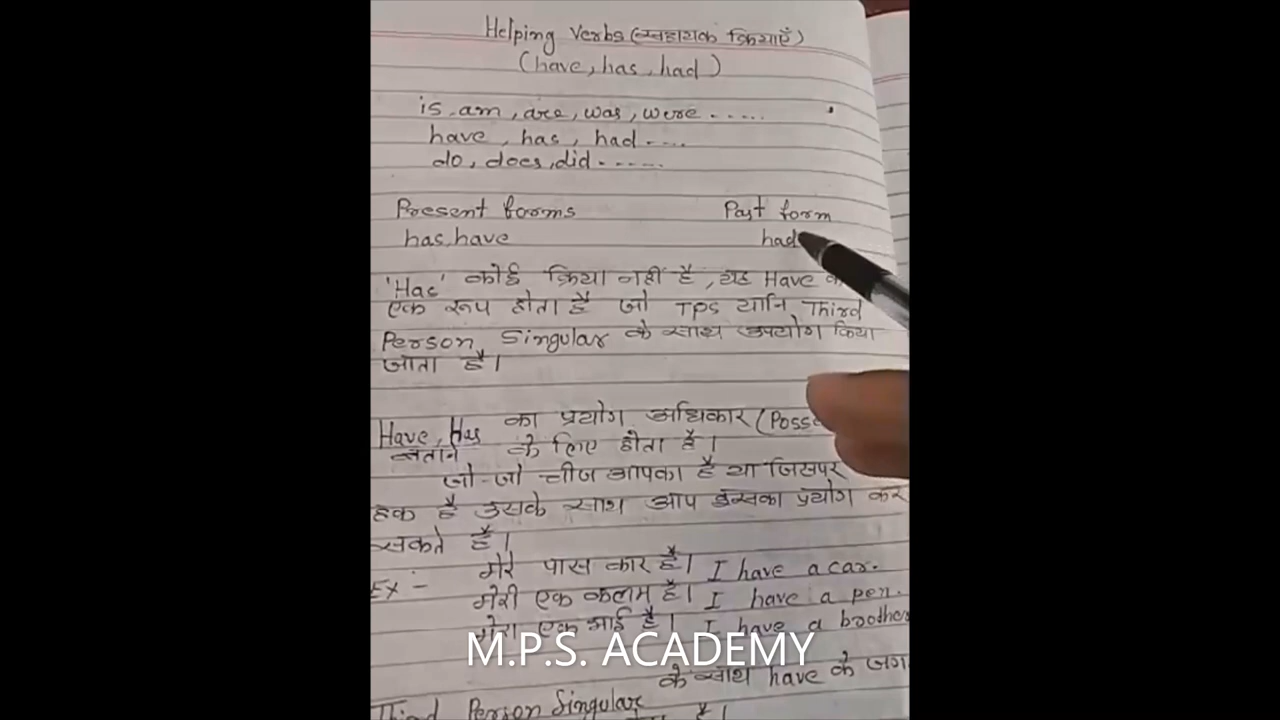 Helping Verbs (सहायक क्रियाएँ)
(have, has, had)
is, am, are, was, were .....
have, has, had ....
do, does, did ......
Present forms Past form
has, have had
'Has' कोई क्रिया नहीं है, यह Have
एक रूप होता है जो TPS यानि Third
Person Singular के साथ उपयोग किया
जाता है।
Have, Has का प्रयोग अधिकार (Posse
बताने के लिए होता है।
जो-जो चीज आपका है या जिसपर
हक है उसके साथ आप इसका प्रयोग कर
सकते हैं।
Ex :- मेरे पास कार है। I have a car.
मेरी एक कलम है। I have a pen.
मेरा एक भाई है। I have a brother
M.P.S. ACADEMY
के साथ have के जग
Third Person Singular
है।